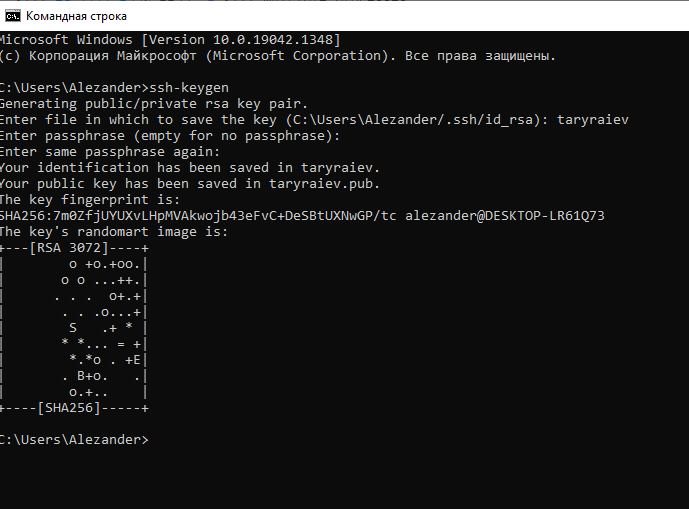 Командная строка
Microsoft Windows [Version 10.0.19042.1348]
(c) Корпорация Майкрософт (Microsoft Corporation). Все права защищены.
C:\Users\Alezander>ssh-keygen
Generating public/private rsa key pair.
Enter file in which to save the key (C:\Users\Alezander/.ssh/id_rsa): taryraiev
Enter passphrase (empty for no passphrase):
Enter same passphrase again:
Your identification has been saved in taryraiev.
Your public key has been saved in taryraiev.pub.
The key fingerprint is:
SHA256:7m0ZfjUYUXvLHpMVAkwojb43eFvC+DeSBtUXNwGP/tc alezander@DESKTOP-LR61Q73
The key's randomart image is:
+---[RSA 3072]----+
|        o +o.+oo.|
|       o o ...++.|
|      . . .  o+.+|
|       . . .o...+|
|        S   .+ * |
|       * *... = +|
|        *.*o . +E|
|       . B+o.   .|
|        o.+..    |
+----[SHA256]-----+
C:\Users\Alezander>